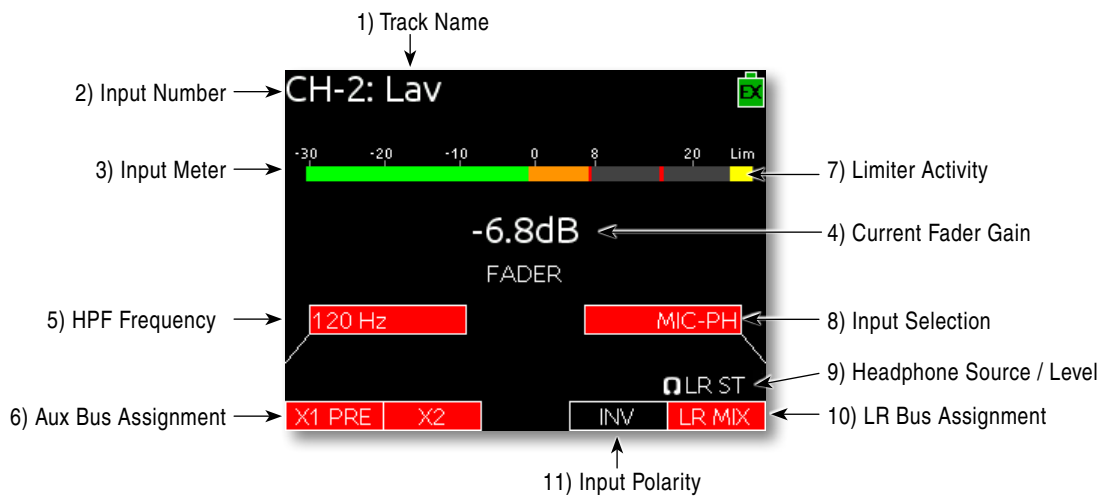 1) Track Name
2) Input Number
CH-2: Lav
EX
3) Input Meter
-30 -20 -10 0 8 20 Lim
7) Limiter Activity
-6.8dB
4) Current Fader Gain
FADER
5) HPF Frequency
120 Hz
MIC-PH
8) Input Selection
LR ST
9) Headphone Source / Level
6) Aux Bus Assignment
X1 PRE X2 INV LR MIX
10) LR Bus Assignment
11) Input Polarity